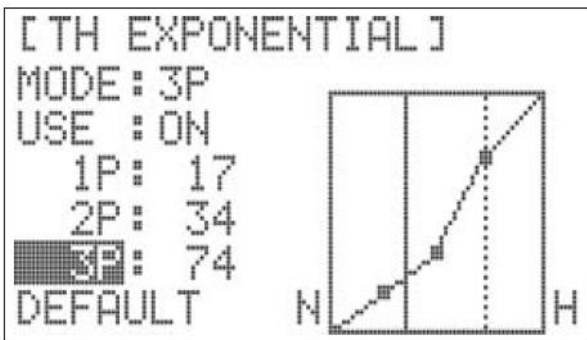 [TH EXPONENTIAL]
MODE:3P
USE :ON
1P: 17
2P: 34
3P: 74
DEFAULT
N H